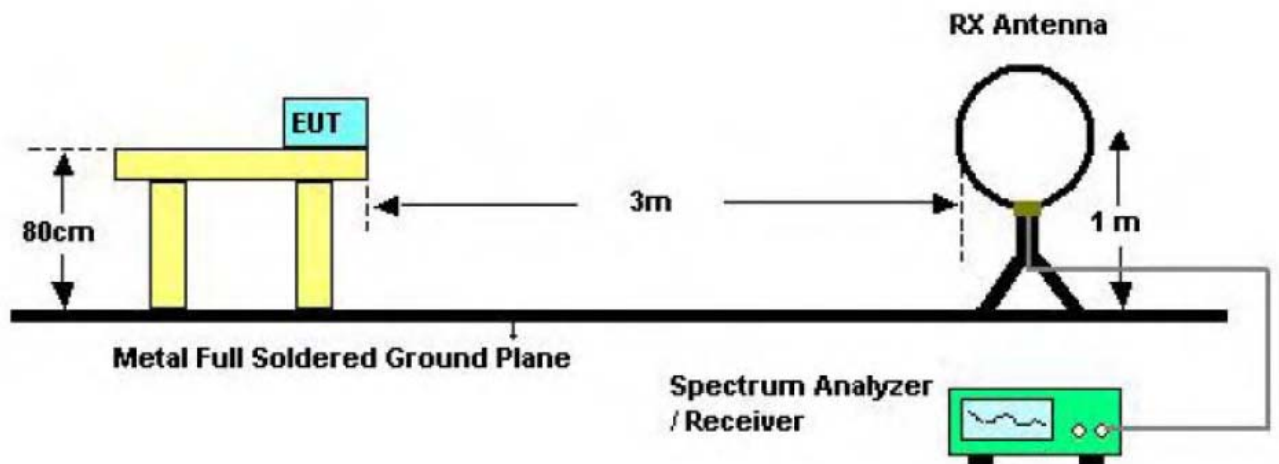 RX Antenna
EUT
3m
80cm
1 m
Metal Full Soldered Ground Plane
Spectrum Analyzer
/ Receiver